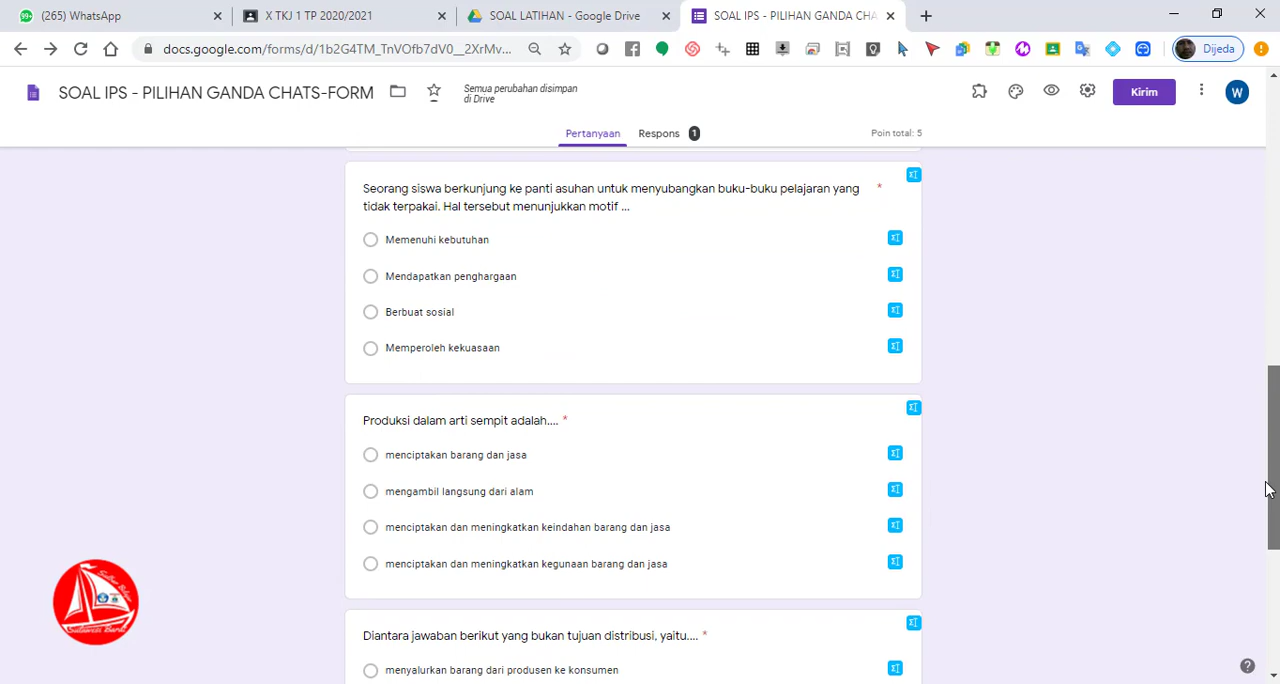 99+ (265) WhatsApp
X TKJ 1 TP 2020/2021
SOAL LATIHAN - Google Drive
SOAL IPS - PILIHAN GANDA CHA
docs.google.com/forms/d/1b2G4TM_TnVOfb7dV0__2XrMv...
Dijeda
SOAL IPS - PILIHAN GANDA CHATS-FORM
Semua perubahan disimpan
di Drive
Kirim
W
Pertanyaan
Respons 1
Poin total: 5
Seorang siswa berkunjung ke panti asuhan untuk menyubangkan buku-buku pelajaran yang *
tidak terpakai. Hal tersebut menunjukkan motif ...
Memenuhi kebutuhan
Mendapatkan penghargaan
Berbuat sosial
Memperoleh kekuasaan
Produksi dalam arti sempit adalah.... *
menciptakan barang dan jasa
mengambil langsung dari alam
menciptakan dan meningkatkan keindahan barang dan jasa
menciptakan dan meningkatkan kegunaan barang dan jasa
Diantara jawaban berikut yang bukan tujuan distribusi, yaitu.... *
menyalurkan barang dari produsen ke konsumen
Sulawesi Barat